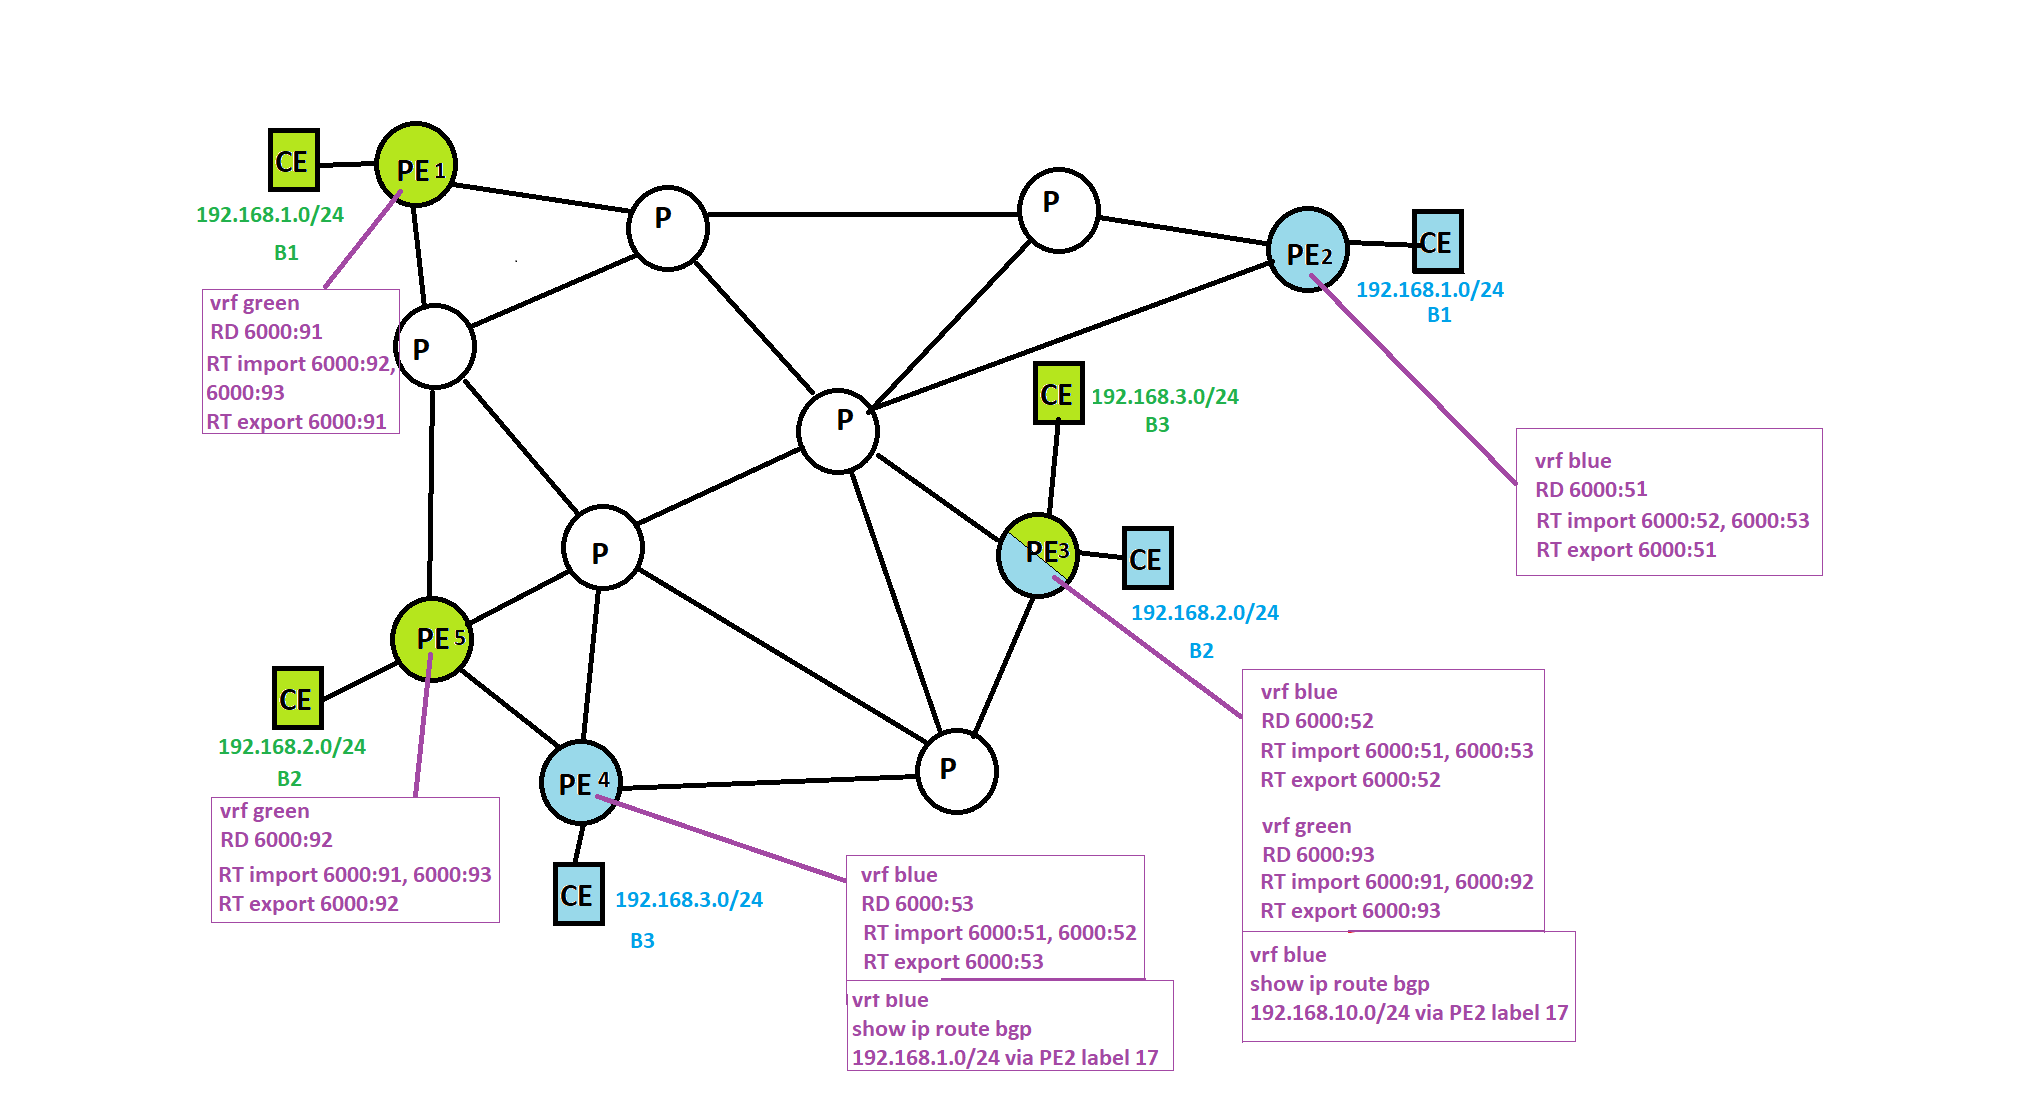 CE
PE 1
192.168.1.0/24
B1
vrf green
RD 6000:91
RT import 6000:92,
6000:93
RT export 6000:91
P
P
P
PE2
CE
192.168.1.0/24
B1
vrf blue
RD 6000:51
RT import 6000:52, 6000:53
RT export 6000:51
P
CE
192.168.3.0/24
B3
PE3
CE
192.168.2.0/24
B2
vrf blue
RD 6000:52
RT import 6000:51, 6000:53
RT export 6000:52
vrf green
RD 6000:93
RT import 6000:91, 6000:92
RT export 6000:93
vrf blue
show ip route bgp
192.168.10.0/24 via PE2 label 17
P
PE 5
CE
192.168.2.0/24
B2
vrf green
RD 6000:92
RT import 6000:91, 6000:93
RT export 6000:92
PE 4
P
CE
192.168.3.0/24
B3
vrf blue
RD 6000:53
RT import 6000:51, 6000:52
RT export 6000:53
vrf blue
show ip route bgp
192.168.1.0/24 via PE2 label 17